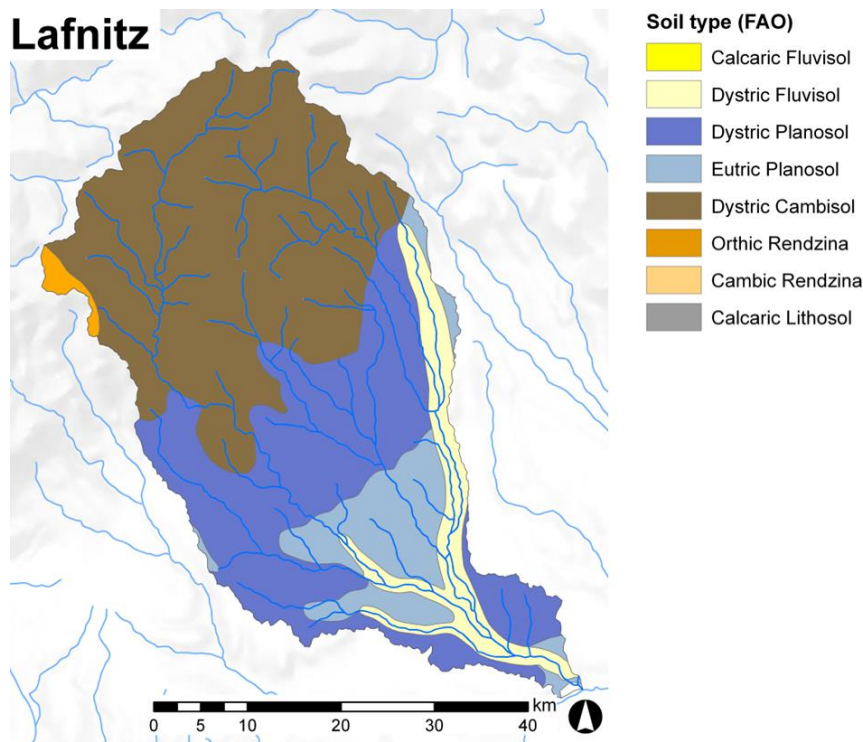 Lafnitz
Soil type (FAO)
Calcaric Fluvisol
Dystric Fluvisol
Dystric Planosol
Eutric Planosol
Dystric Cambisol
Orthic Rendzina
Cambic Rendzina
Calcaric Lithosol
km
0 5 10 20 30 40